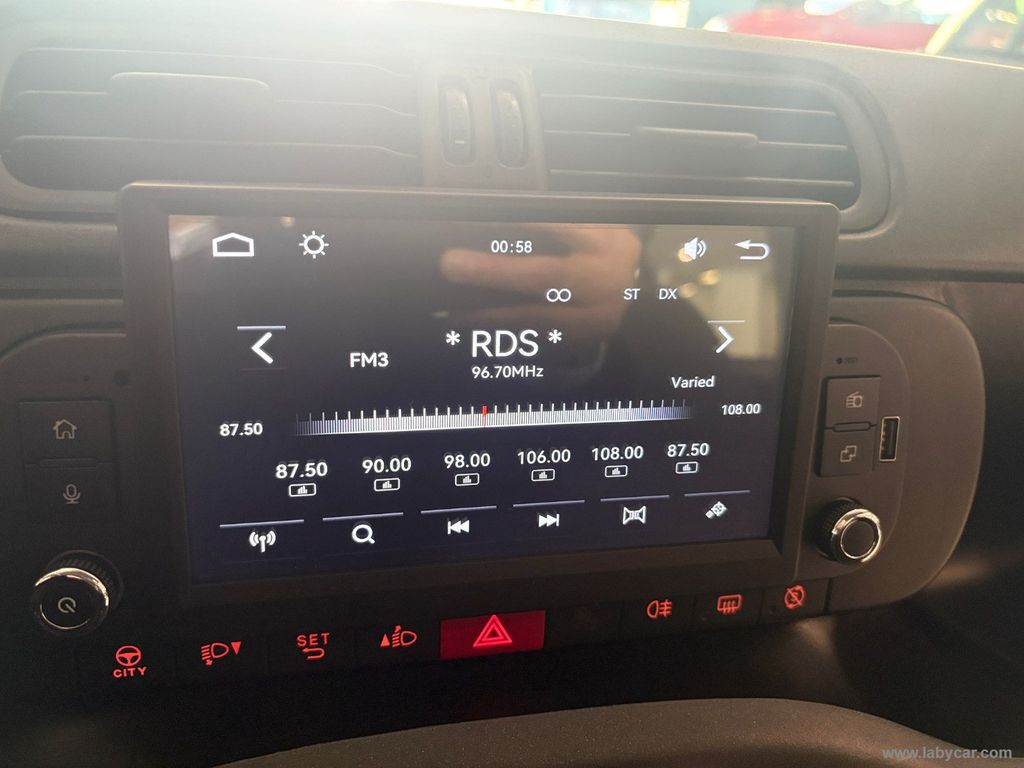 00:58
ST DX
* RDS *
FM3
96.70MHz
Varied
87.50
108.00
87.50 90.00 98.00 106.00 108.00 87.50
CITY
SET
www.labycar.com